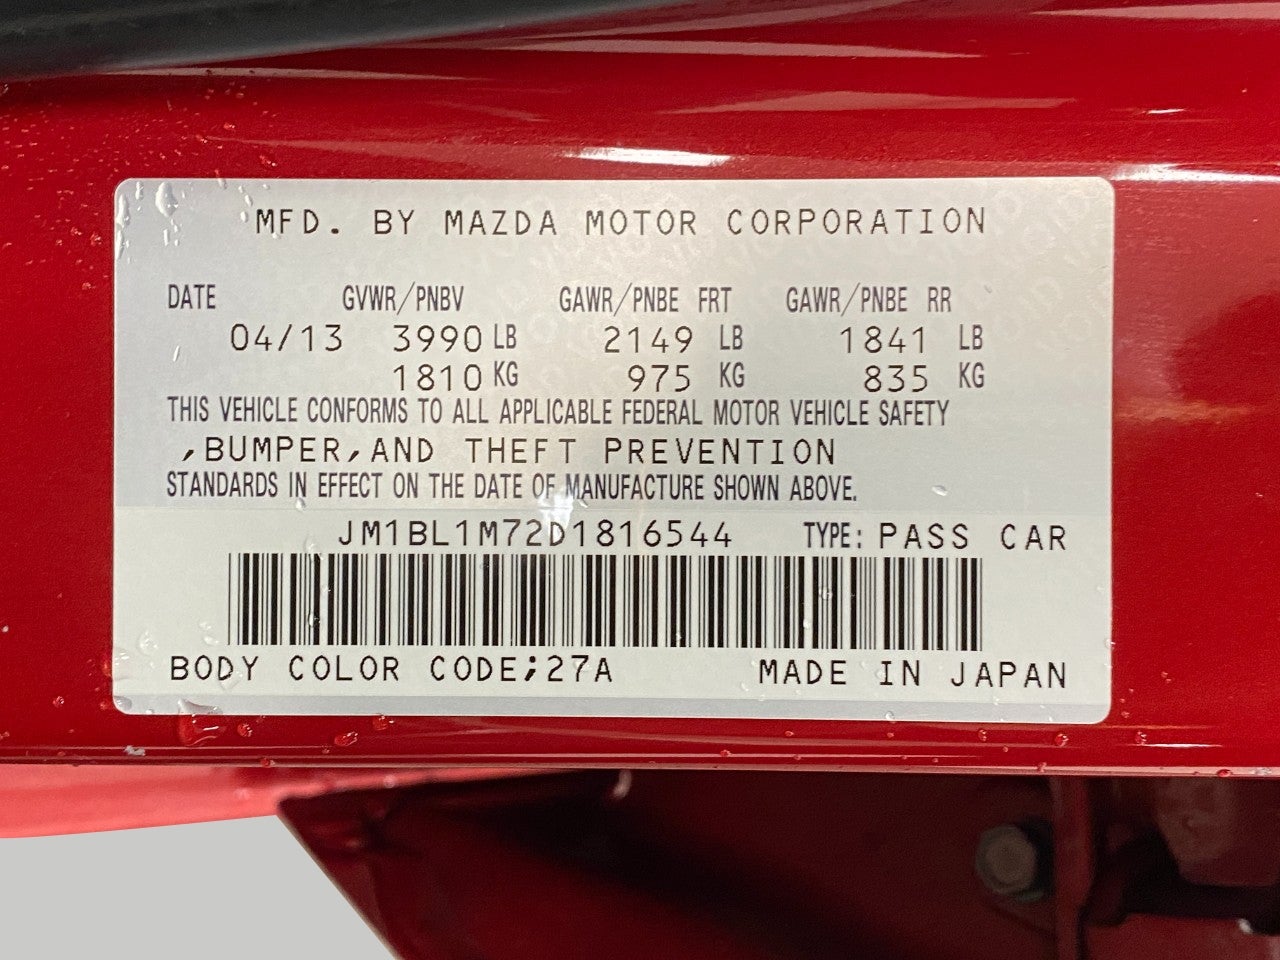 MFD. BY MAZDA MOTOR CORPORATION
DATE GVWR/PNBV GAWR/PNBE FRT GAWR/PNBE RR
04/13 3990 LB 2149 LB 1841 LB
1810 KG 975 KG 835 KG
THIS VEHICLE CONFORMS TO ALL APPLICABLE FEDERAL MOTOR VEHICLE SAFETY
,BUMPER,AND THEFT PREVENTION
STANDARDS IN EFFECT ON THE DATE OF MANUFACTURE SHOWN ABOVE.
JM1BL1M72D1816544 TYPE: PASS CAR
BODY COLOR CODE;27A MADE IN JAPAN